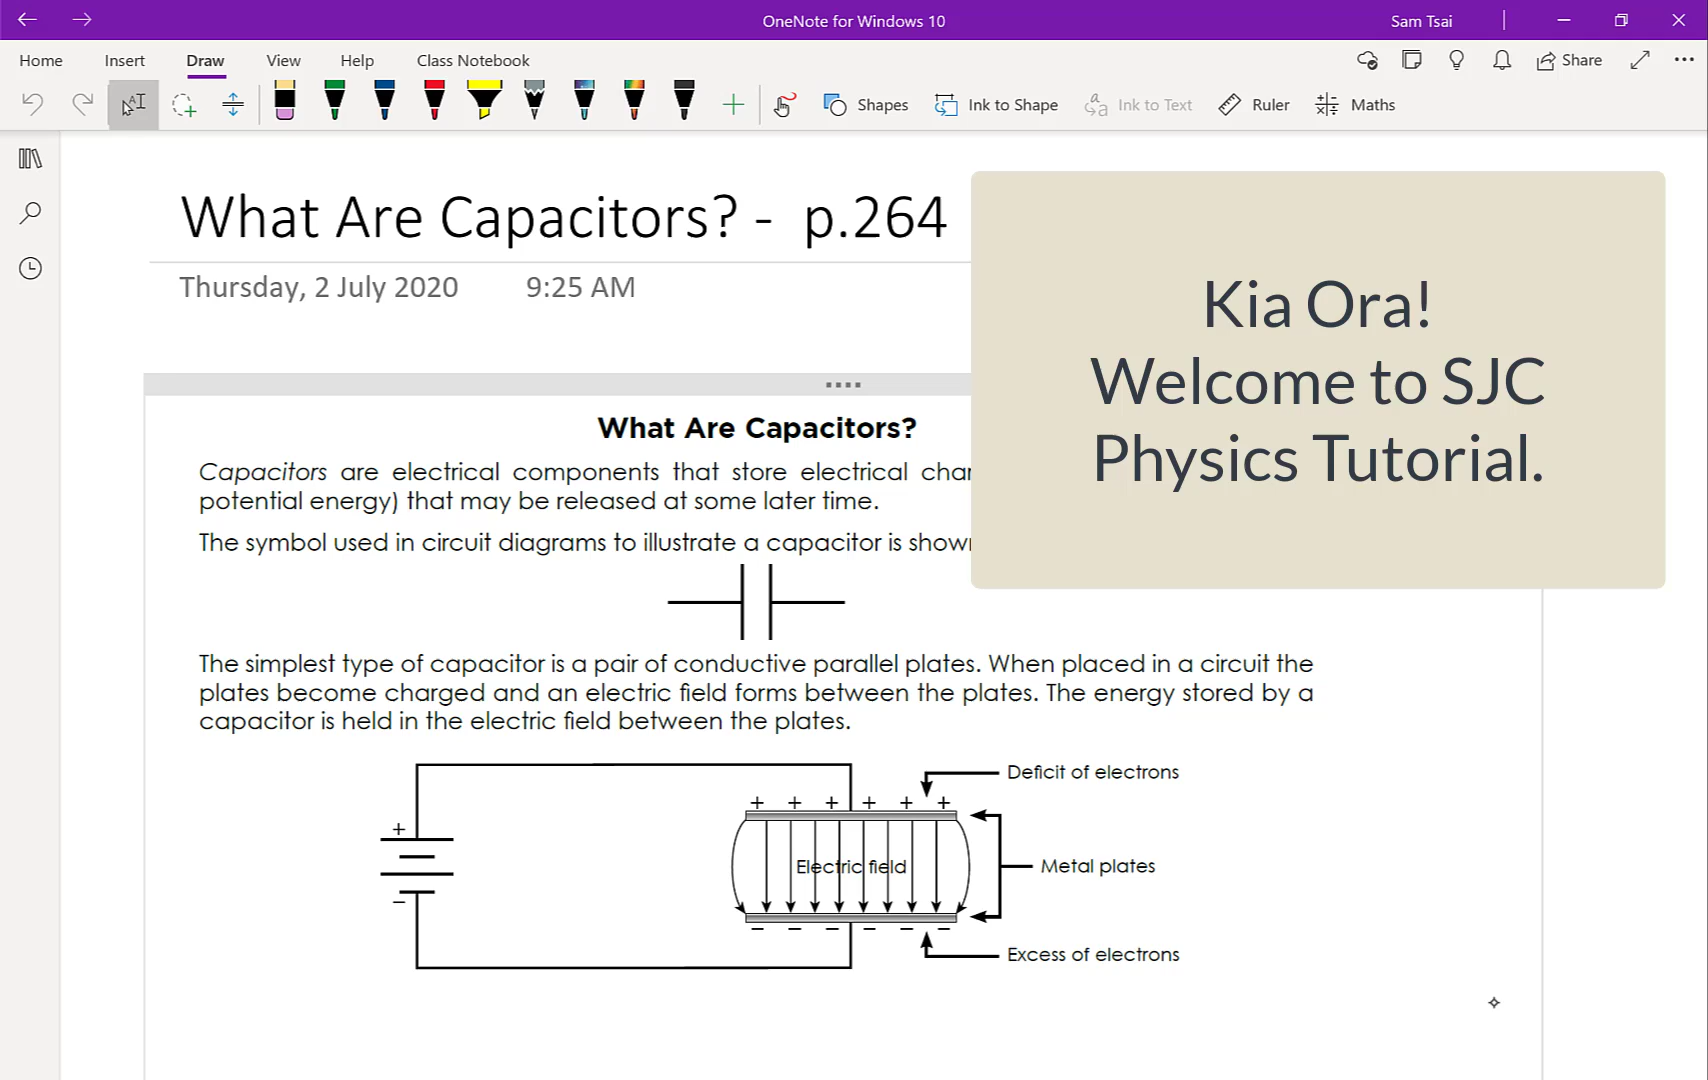 OneNote for Windows 10
Sam Tsai
Home Insert Draw View Help Class Notebook
Share
Shapes Ink to Shape Ink to Text Ruler Maths
What Are Capacitors? - p.264
Thursday, 2 July 2020 9:25 AM
Kia Ora!
Welcome to SJC
Physics Tutorial.
What Are Capacitors?
Capacitors are electrical components that store electrical
potential energy) that may be released at some later time.
The symbol used in circuit diagrams to illustrate a capacitor is
The simplest type of capacitor is a pair of conductive parallel plates. When placed in a circuit the
plates become charged and an electric field forms between the plates. The energy stored by a
capacitor is held in the electric field between the plates.
Deficit of electrons
+ + + + + +
+
Electric field
Metal plates
−
− − − − − −
Excess of electrons